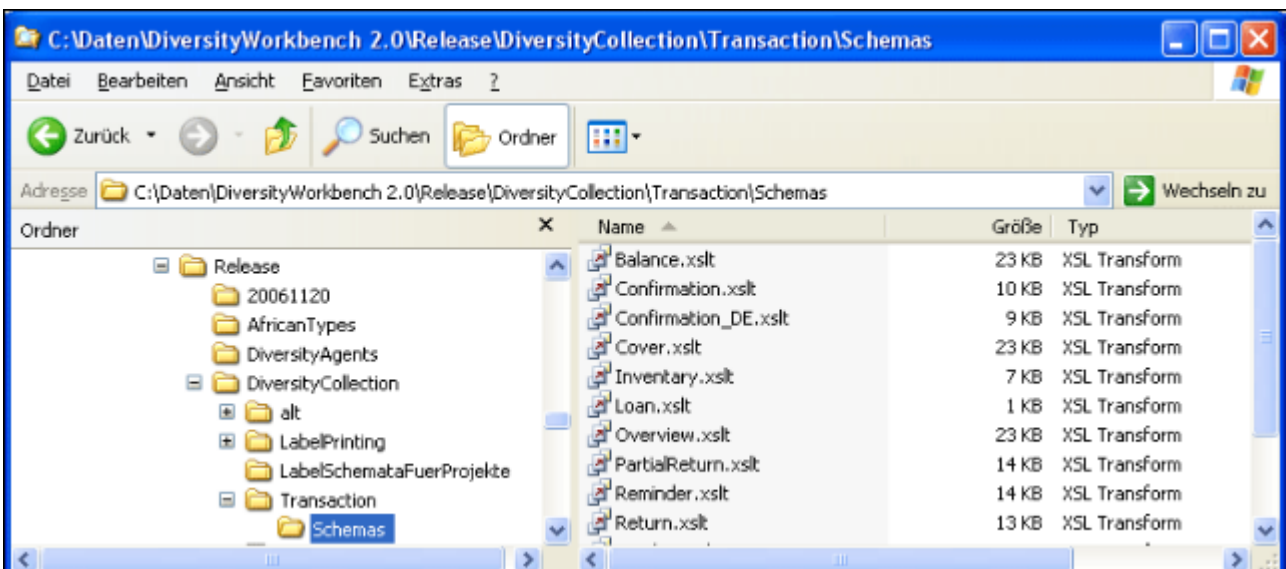 C:\Daten\DiversityWorkbench 2.0\Release\DiversityCollection\Transaction\Schemas
Datei Bearbeiten Ansicht Favoriten Extras ?
Zurück Suchen Ordner
Adresse C:\Daten\DiversityWorkbench 2.0\Release\DiversityCollection\Transaction\Schemas Wechseln zu
Ordner
Release
20061120
AfricanTypes
DiversityAgents
DiversityCollection
alt
LabelPrinting
LabelSchemataFuerProjekte
Transaction
Schemas
Name Größe Typ
Balance.xslt 23 KB XSL Transform
Confirmation.xslt 10 KB XSL Transform
Confirmation_DE.xslt 9 KB XSL Transform
Cover.xslt 23 KB XSL Transform
Inventary.xslt 7 KB XSL Transform
Loan.xslt 1 KB XSL Transform
Overview.xslt 23 KB XSL Transform
PartialReturn.xslt 14 KB XSL Transform
Reminder.xslt 14 KB XSL Transform
Return.xslt 13 KB XSL Transform